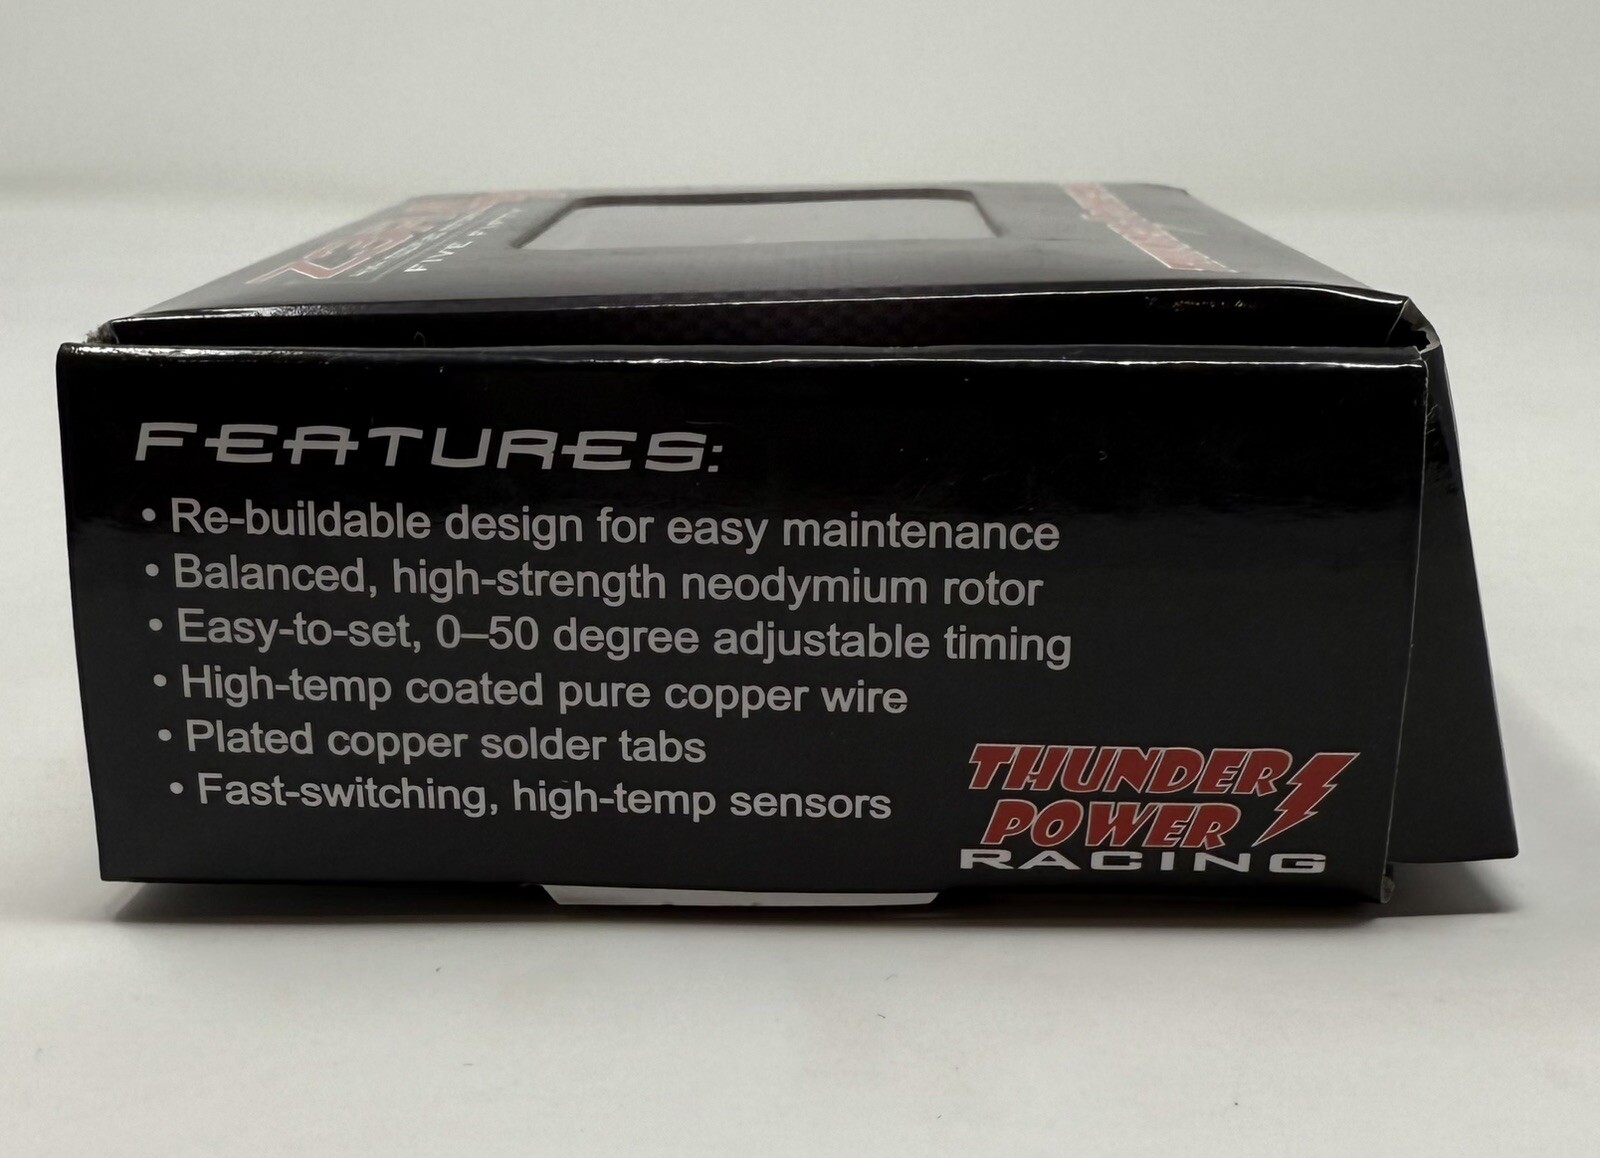 FIVE FIFTY
FEATURES:
• Re-buildable design for easy maintenance
• Balanced, high-strength neodymium rotor
• Easy-to-set, 0–50 degree adjustable timing
• High-temp coated pure copper wire
• Plated copper solder tabs
• Fast-switching, high-temp sensors
THUNDER
POWER
RACING